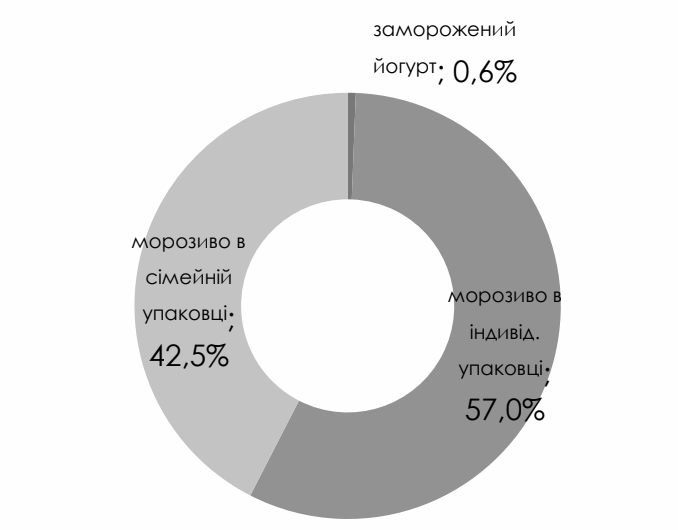 заморожений
йогурт; 0,6%
морозиво в
сімейній
упаковці;
42,5%
морозиво в
індивід.
упаковці;
57,0%